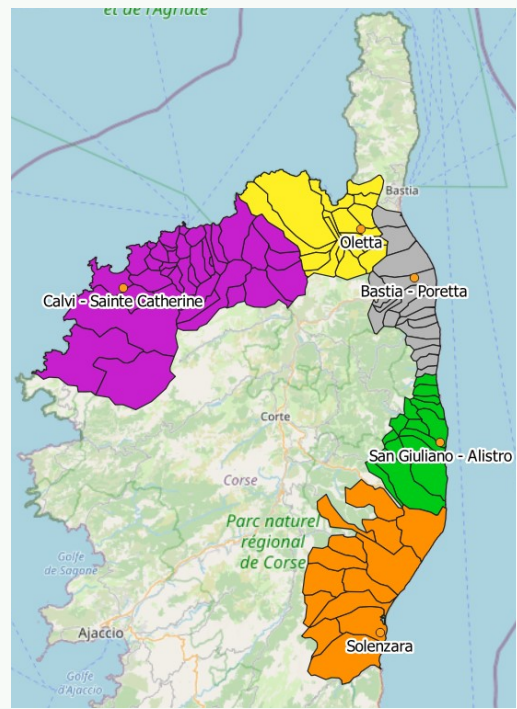 et de l'Agriate
Bastia
Oletta
Bastia - Poretta
Calvi - Sainte Catherine
Corte
San Giuliano - Alistro
Corse
Parc naturel
régional
de Corse
Golfe
de Sagone
Ajaccio
Solenzara
Golfe
d'Ajaccio